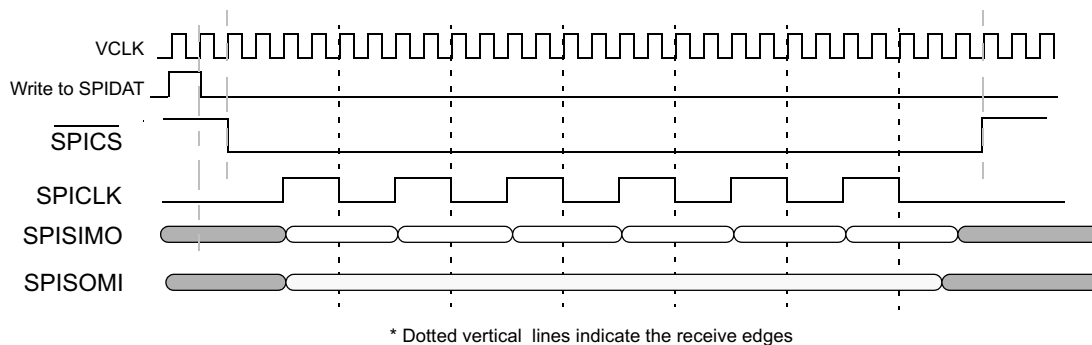 VCLK
Write to SPIDAT
SPICS
SPICLK
SPISIMO
SPISOMI
* Dotted vertical lines indicate the receive edges